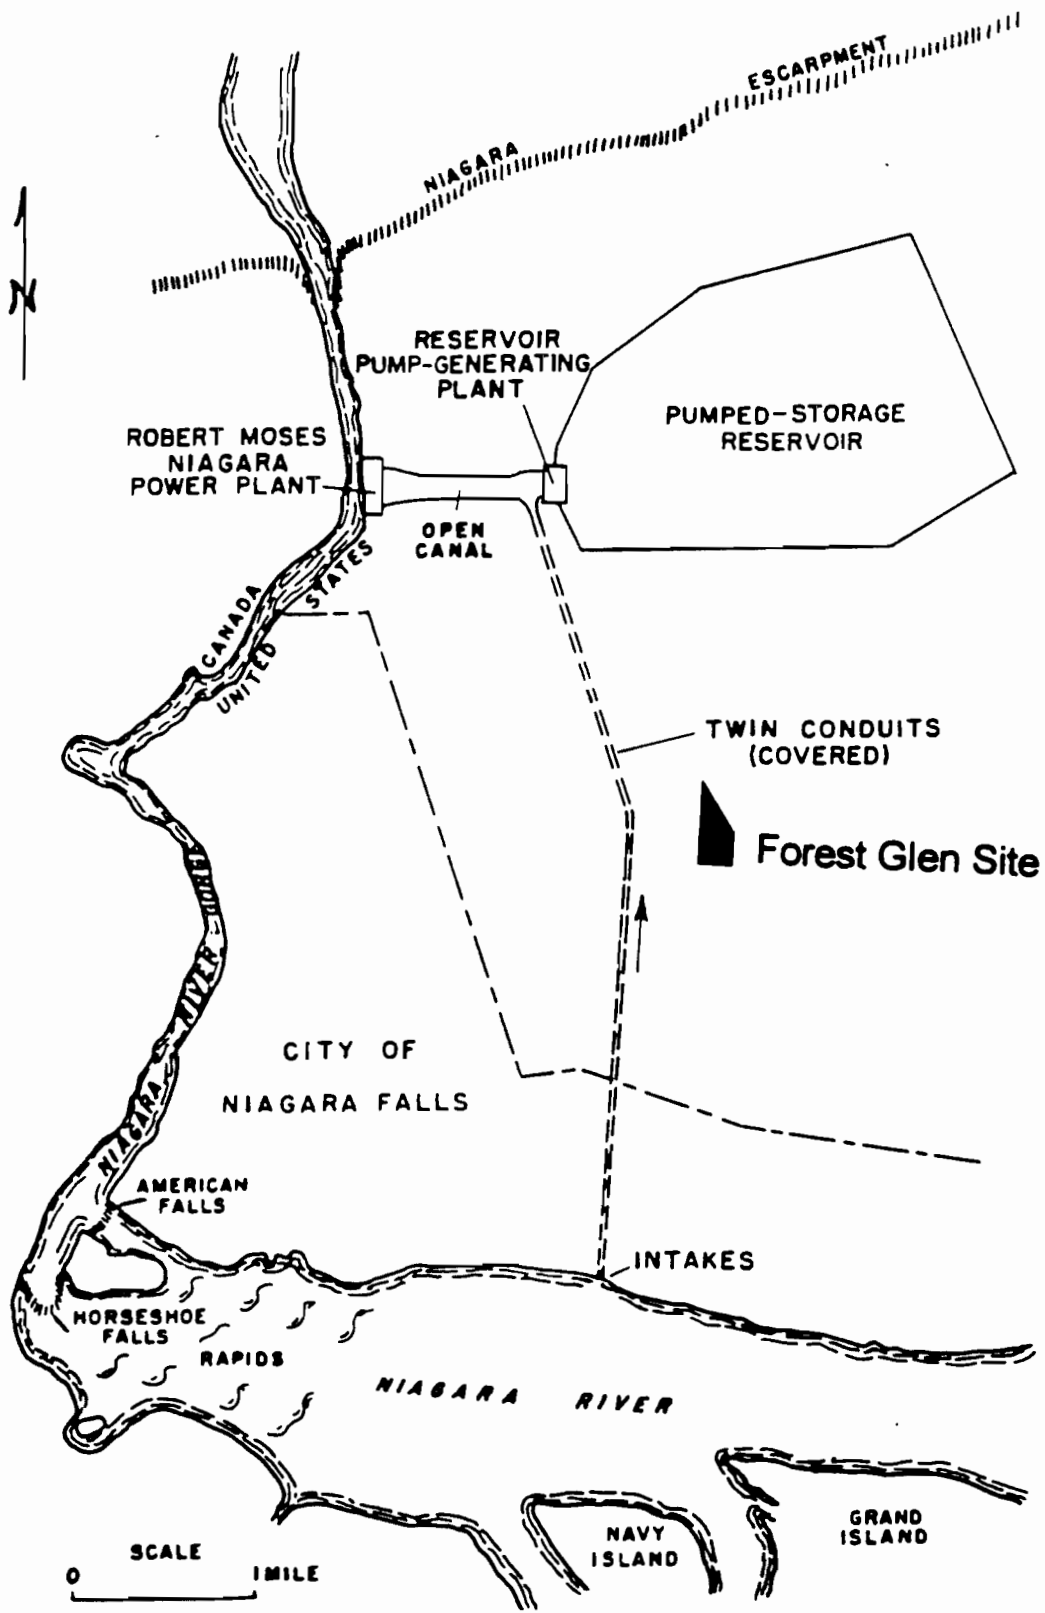 ESCARPMENT
NIAGARA
N
RESERVOIR
PUMP-GENERATING
PLANT
PUMPED-STORAGE
RESERVOIR
ROBERT MOSES
NIAGARA
POWER PLANT
OPEN
CANAL
CANADA
UNITED STATES
TWIN CONDUITS
(COVERED)
Forest Glen Site
NIAGARA RIVER GORGE
CITY OF
NIAGARA FALLS
AMERICAN
FALLS
INTAKES
HORSESHOE
FALLS
RAPIDS
NIAGARA RIVER
NAVY
ISLAND
GRAND
ISLAND
SCALE
0 1 MILE